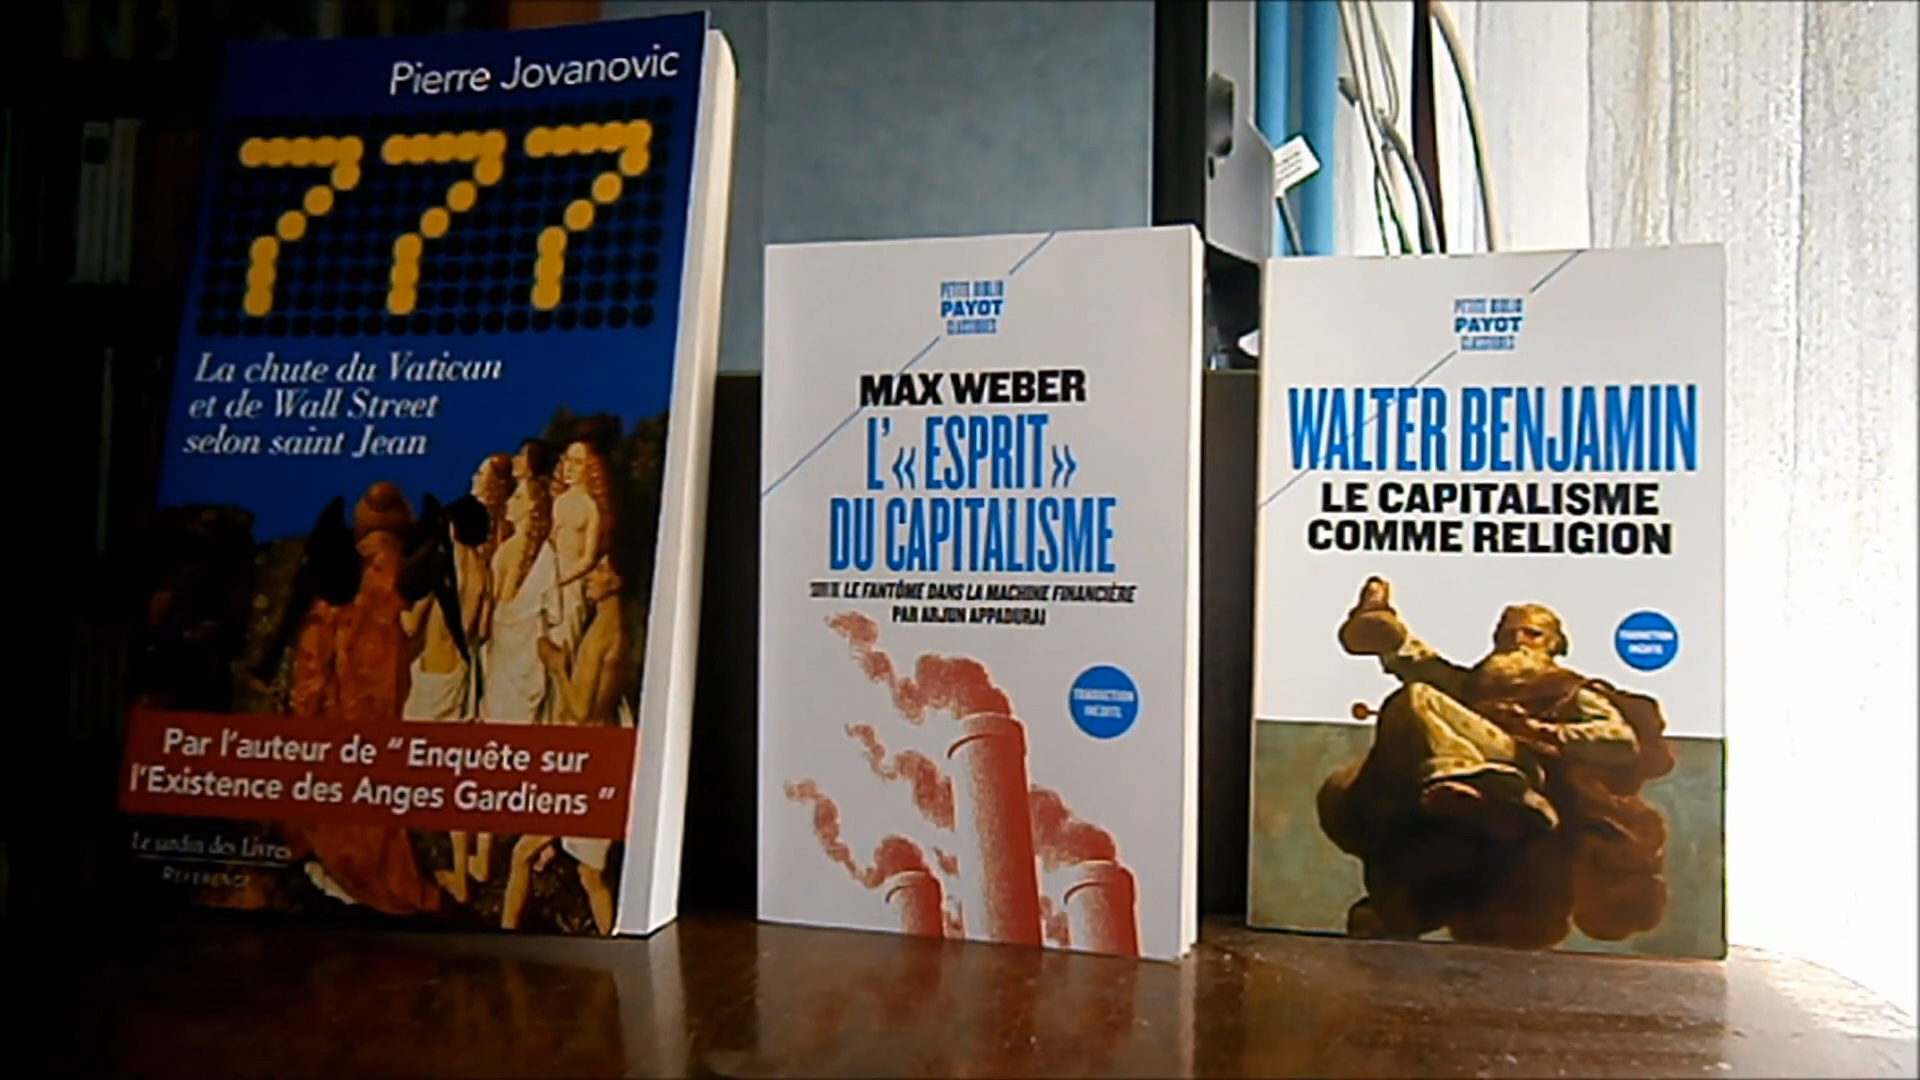 Pierre Jovanovic
777
La chute du Vatican
et de Wall Street
selon saint Jean
Par l'auteur de "Enquête sur
l'Existence des Anges Gardiens"
Le jardin des Livres
RÉFÉRENCE
PETITE BIBLIO
PAYOT
CLASSIQUES
MAX WEBER
L'« ESPRIT »
DU CAPITALISME
SUIVI DE LE FANTÔME DANS LA MACHINE FINANCIÈRE
PAR ARJUN APPADURAI
TRADUCTION
INÉDITE
PETITE BIBLIO
PAYOT
CLASSIQUES
WALTER BENJAMIN
LE CAPITALISME
COMME RELIGION
TRADUCTION
INÉDITE